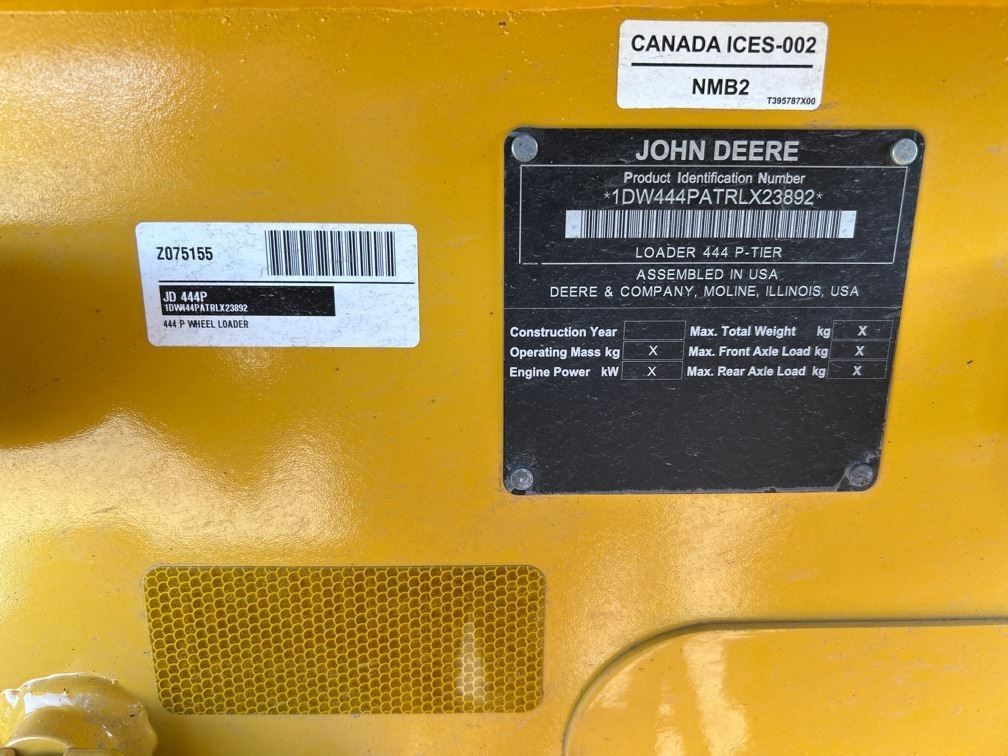 CANADA ICES-002
NMB2
T395787X00
JOHN DEERE
Product Identification Number
*1DW444PATRLX23892*
LOADER 444 P-TIER
ASSEMBLED IN USA
DEERE & COMPANY, MOLINE, ILLINOIS, USA
Construction Year Max. Total Weight kg X
Operating Mass kg X Max. Front Axle Load kg X
Engine Power kW X Max. Rear Axle Load kg X
Z075155
JD 444P
1DW444PATRLX23892
444 P WHEEL LOADER